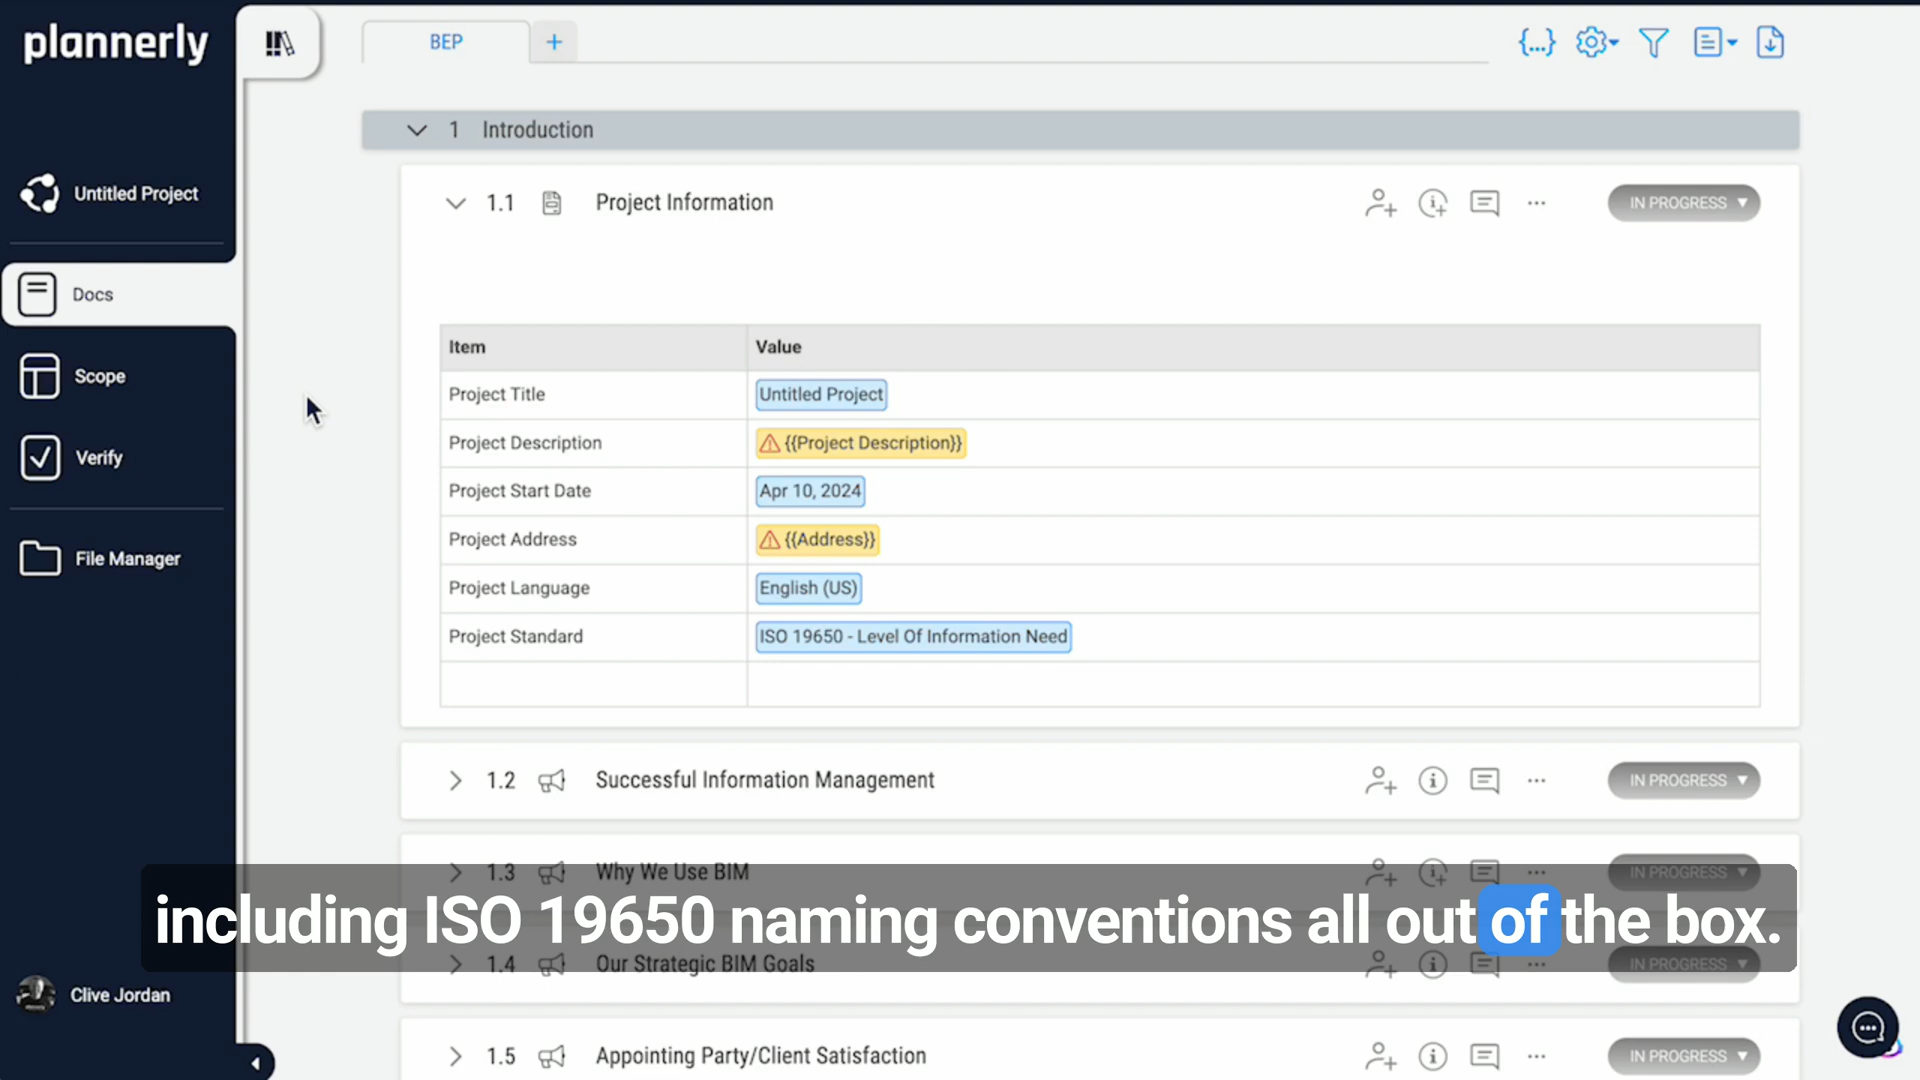 plannerly
BEP
+
{...}
1 Introduction
Untitled Project
1.1 Project Information
IN PROGRESS
Docs
Item Value
Project Title Untitled Project
Scope
Project Description {{Project Description}}
Verify
Project Start Date Apr 10, 2024
Project Address {{Address}}
File Manager
Project Language English (US)
Project Standard ISO 19650 - Level Of Information Need
1.2 Successful Information Management
IN PROGRESS
1.3 Why We Use BIM
IN PROGRESS
including ISO 19650 naming conventions all out of the box.
1.4 Our Strategic BIM Goals
IN PROGRESS
Clive Jordan
1.5 Appointing Party/Client Satisfaction
IN PROGRESS